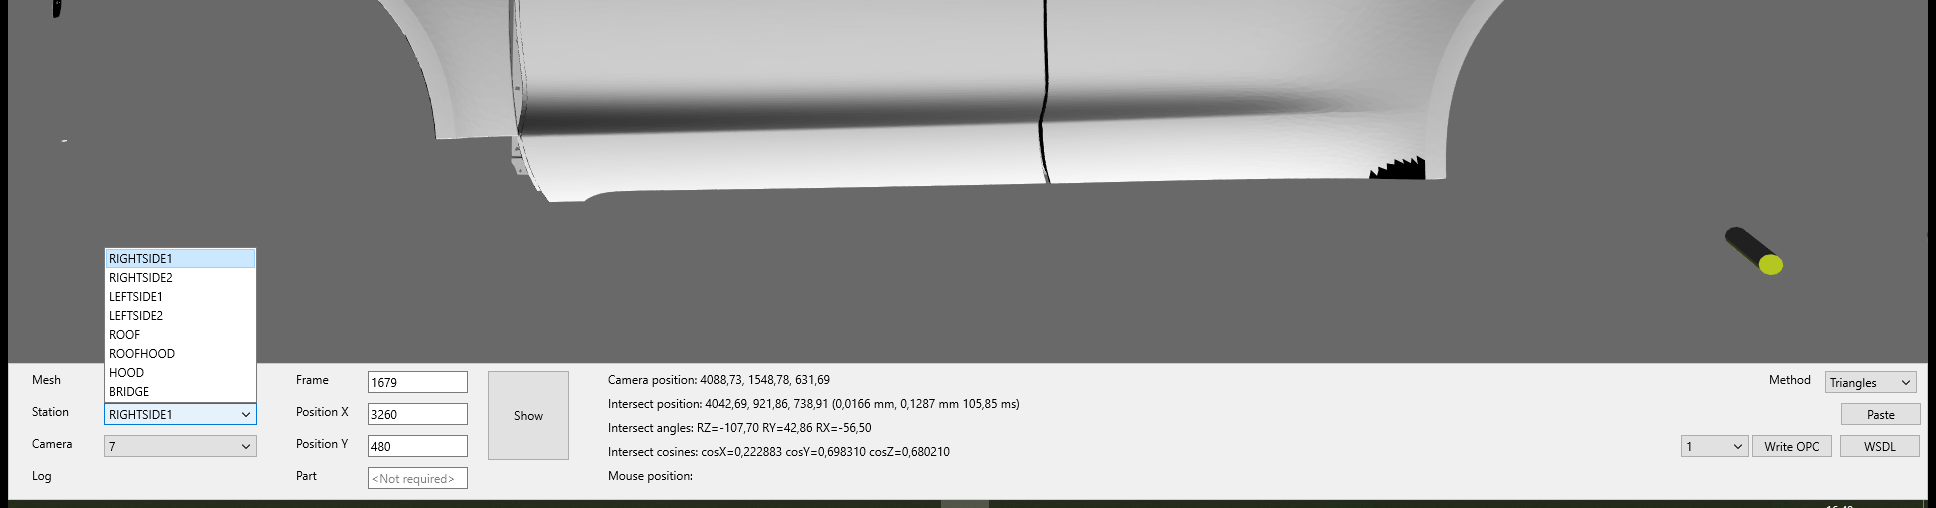 RIGHTSIDE1
RIGHTSIDE2
LEFTSIDE1
LEFTSIDE2
ROOF
ROOFHOOD
HOOD
BRIDGE
Mesh
Station RIGHTSIDE1
Camera 7
Log
Frame 1679
Position X 3260
Position Y 480
Part <Not required>
Show
Camera position: 4088,73, 1548,78, 631,69
Intersect position: 4042,69, 921,86, 738,91 (0,0166 mm, 0,1287 mm 105,85 ms)
Intersect angles: RZ=-107,70 RY=42,86 RX=-56,50
Intersect cosines: cosX=0,222883 cosY=0,698310 cosZ=0,680210
Mouse position:
Method Triangles
Paste
1 Write OPC WSDL